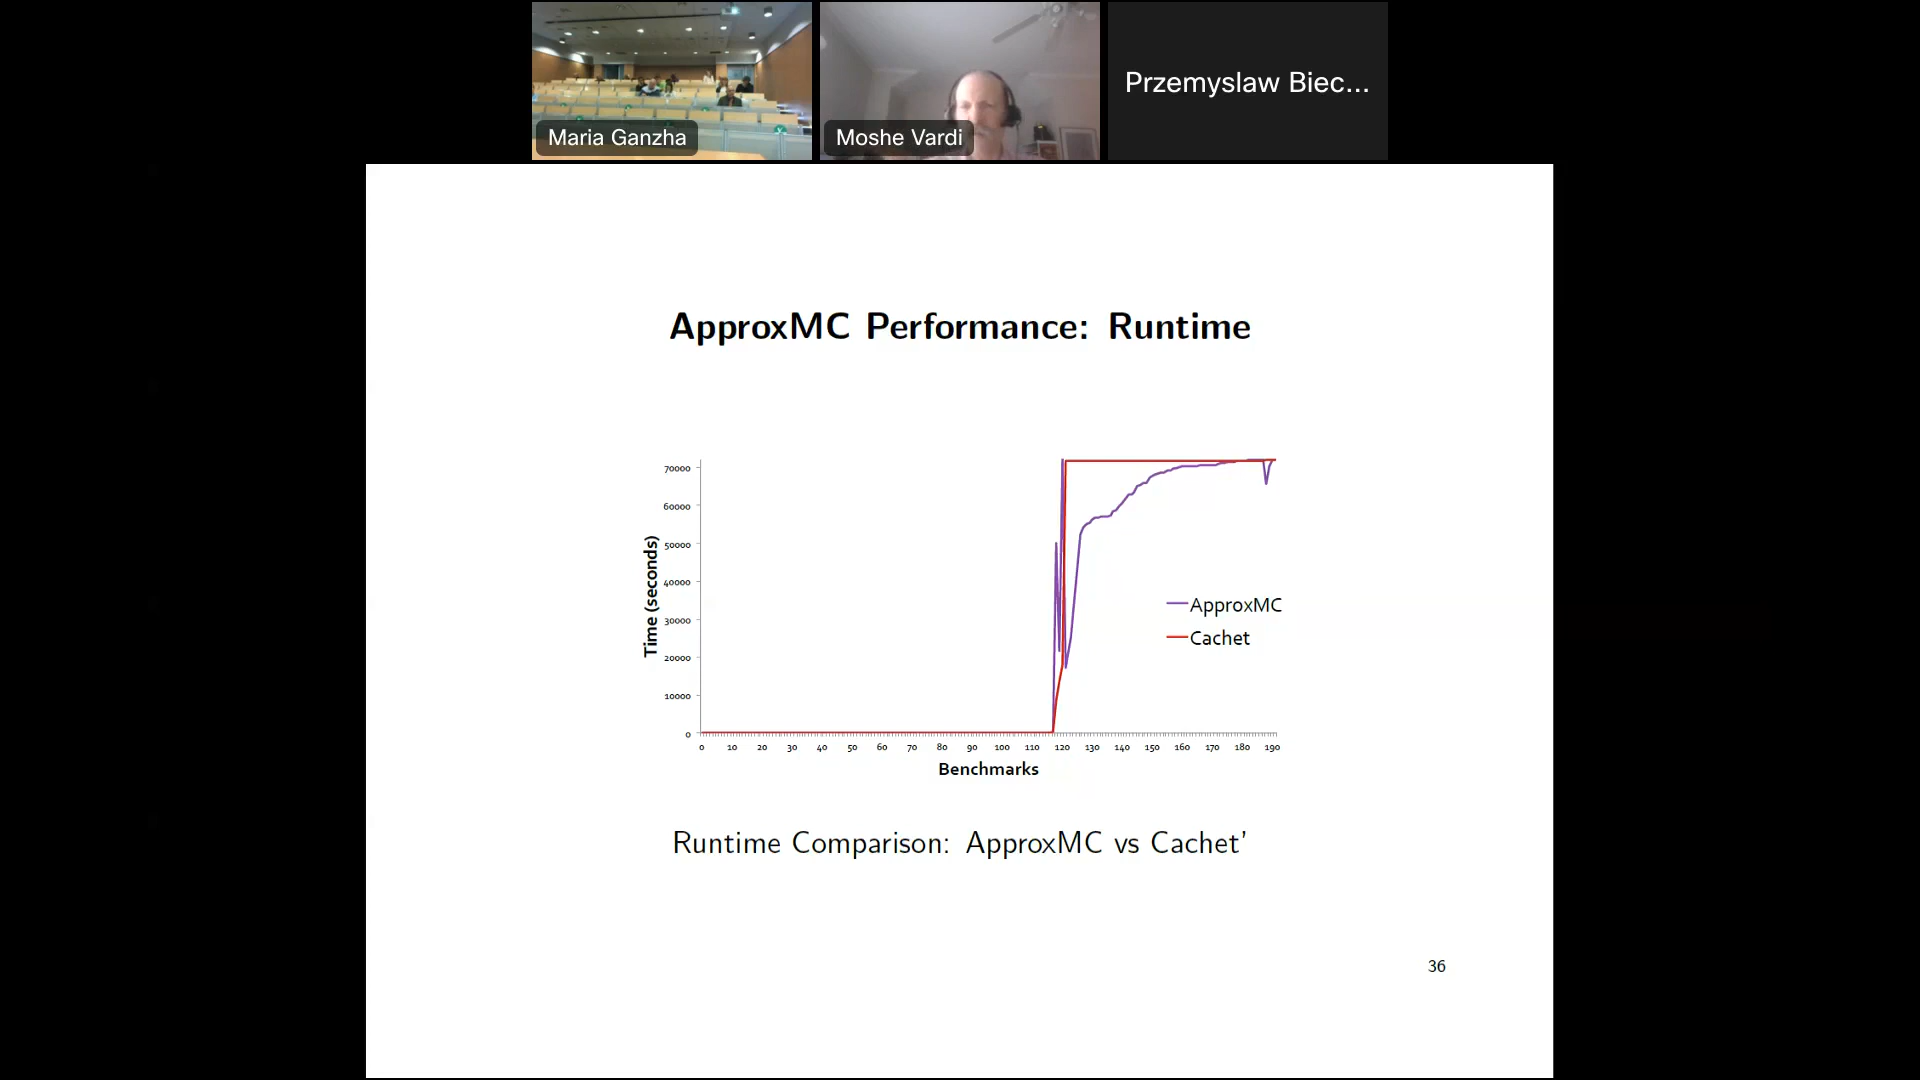 Maria Ganzha
Moshe Vardi
Przemyslaw Biec...
ApproxMC Performance: Runtime
70000
60000
50000
40000
30000
20000
10000
0
Time (seconds)
0 10 20 30 40 50 60 70 80 90 100 110 120 130 140 150 160 170 180 190
Benchmarks
ApproxMC
Cachet
Runtime Comparison: ApproxMC vs Cachet'
36